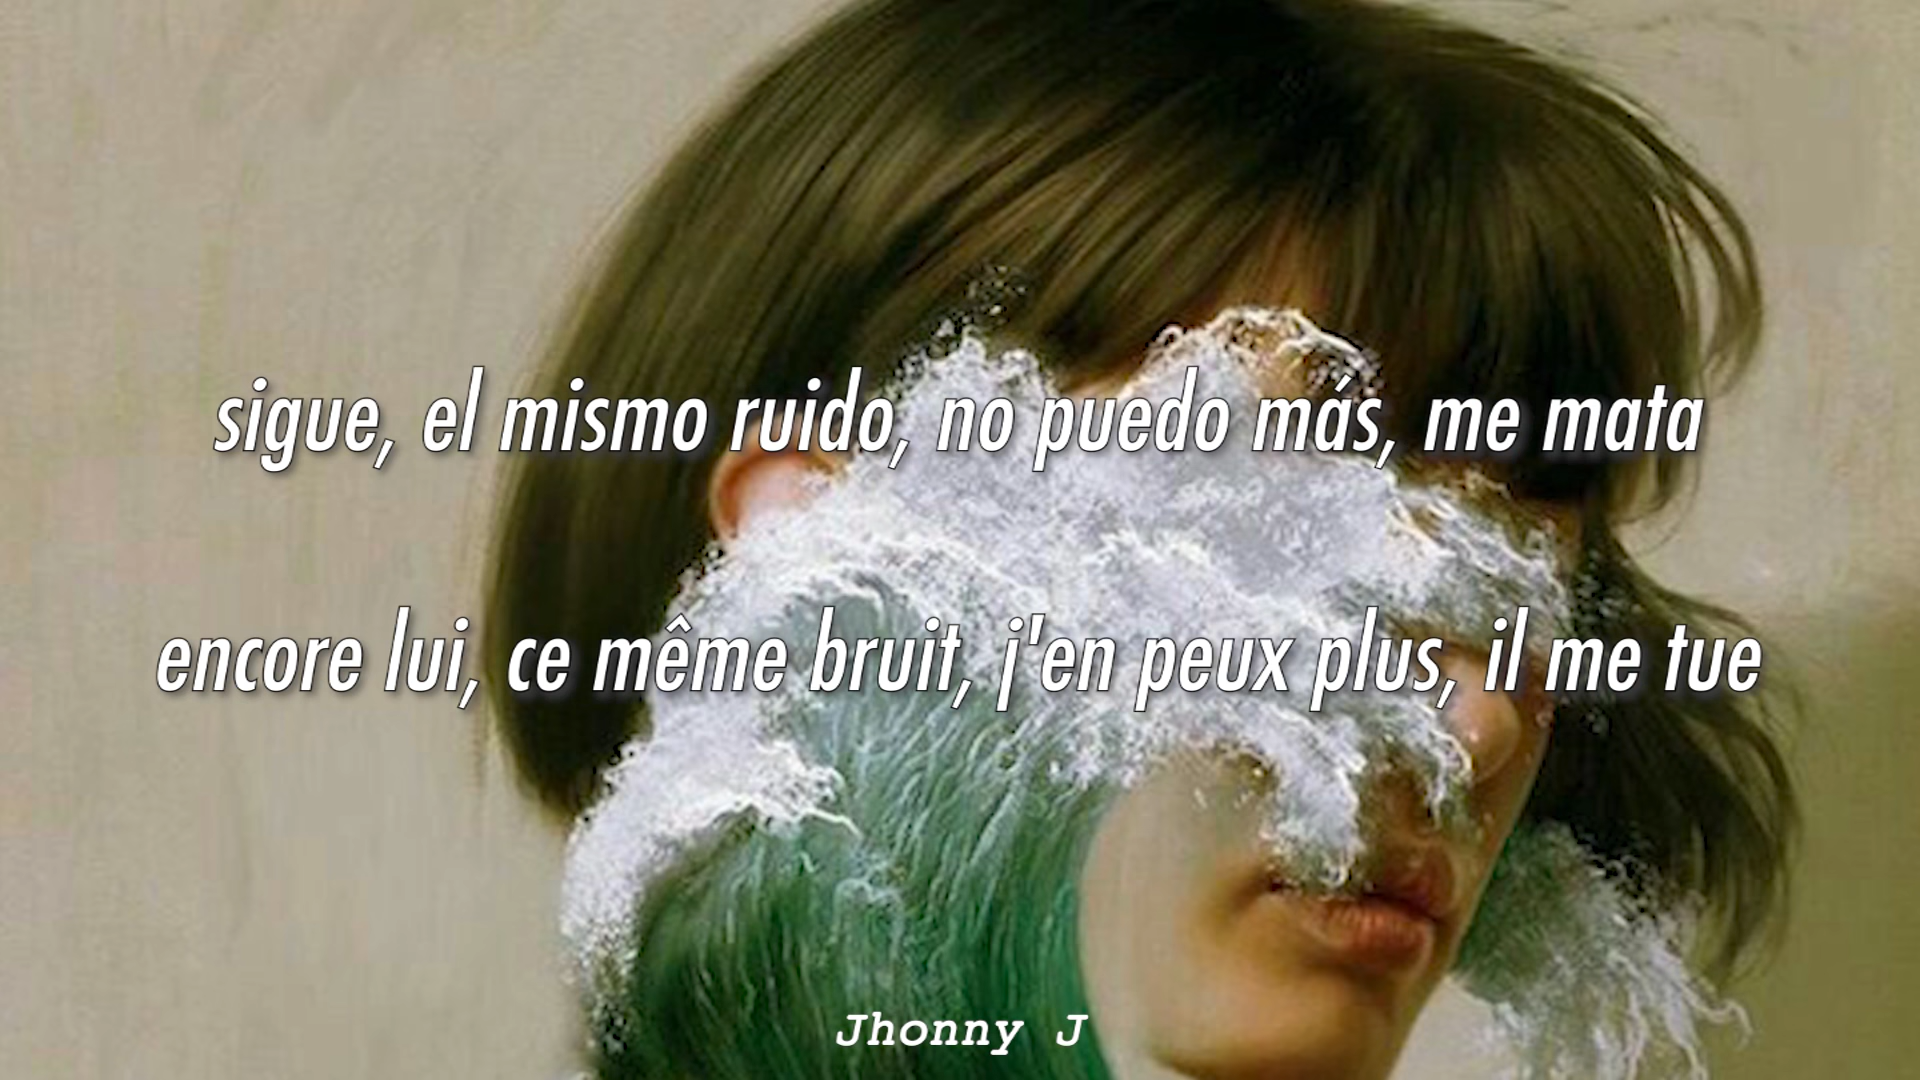 sigue, el mismo ruido, no puedo más, me mata
encore lui, ce même bruit, j'en peux plus, il me tue
Jhonny J